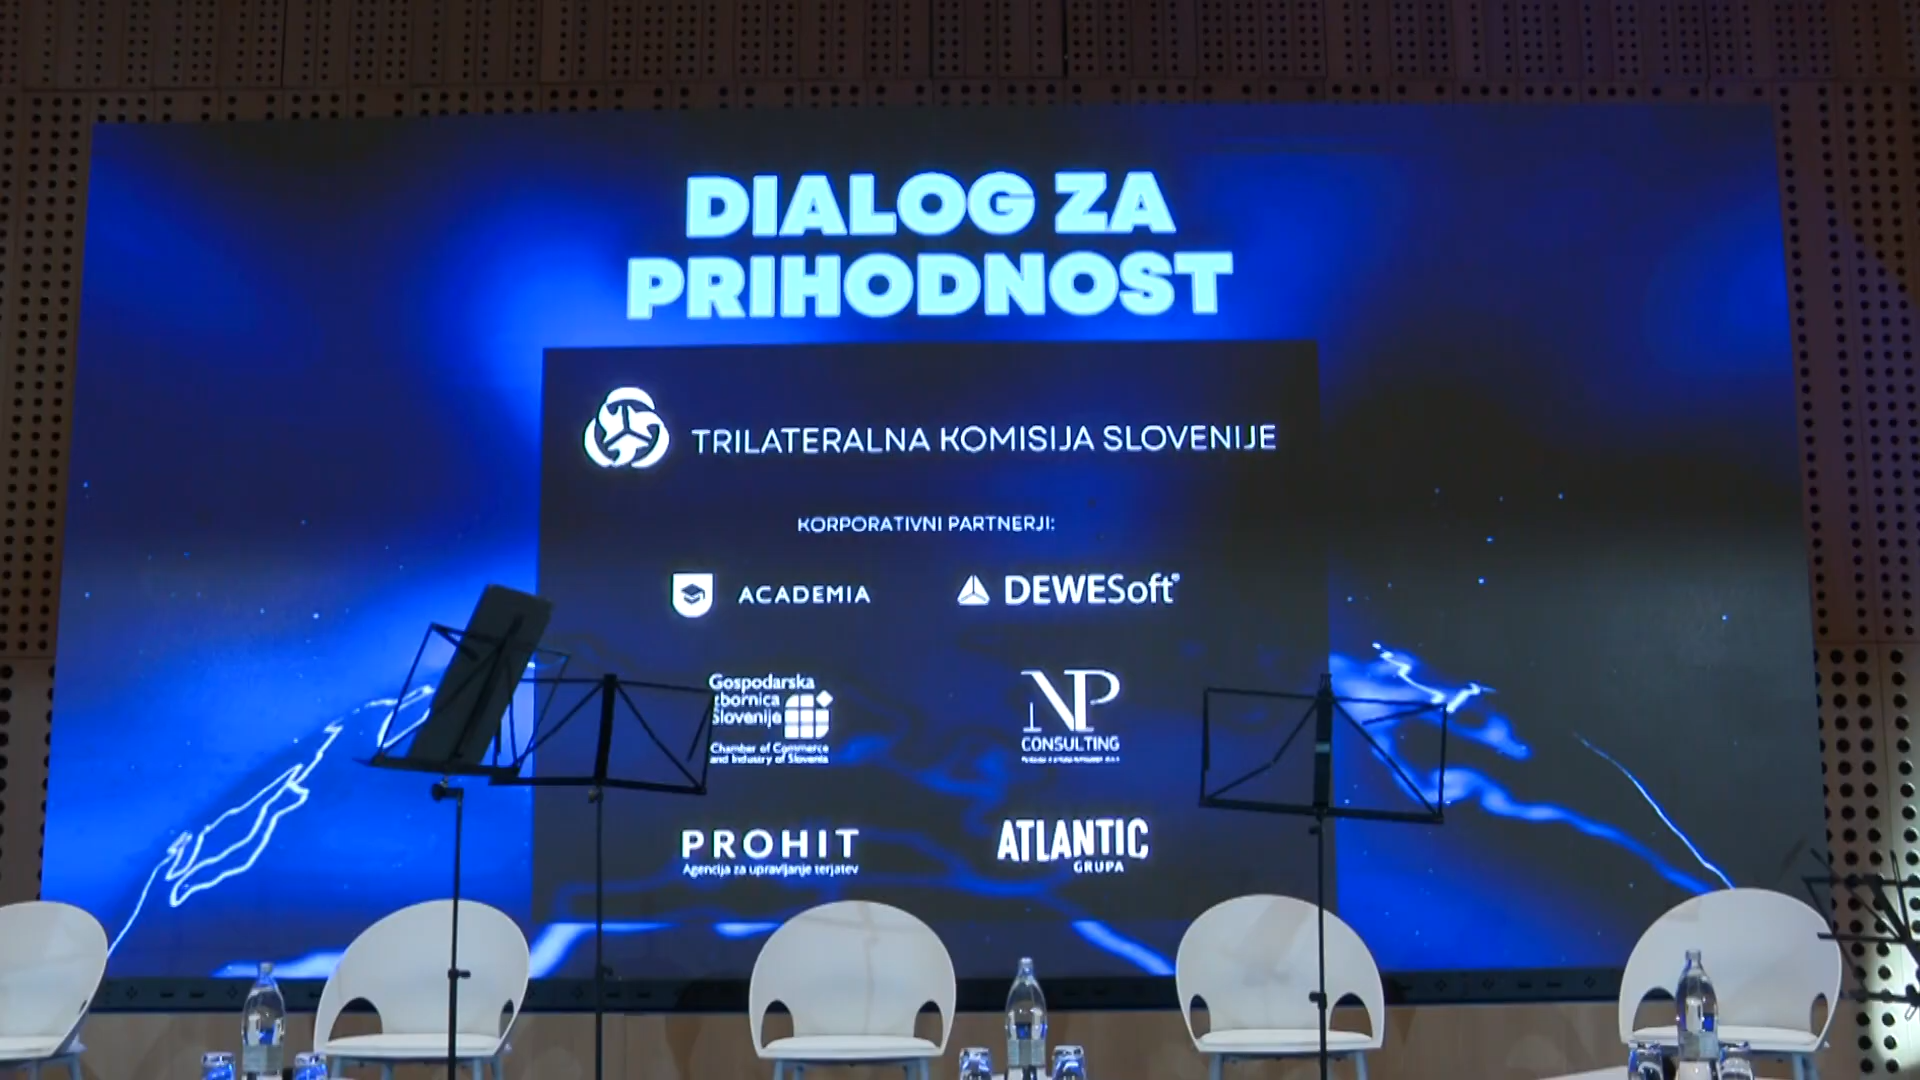 DIALOG ZA
PRIHODNOST
TRILATERALNA KOMISIJA SLOVENIJE
KORPORATIVNI PARTNERJI:
ACADEMIA
DEWESoft®
Gospodarska
zbornica
Slovenije
Chamber of Commerce
and Industry of Slovenia
NP
CONSULTING
PROHIT
Agencija za upravljanje terjatev
ATLANTIC
GRUPA